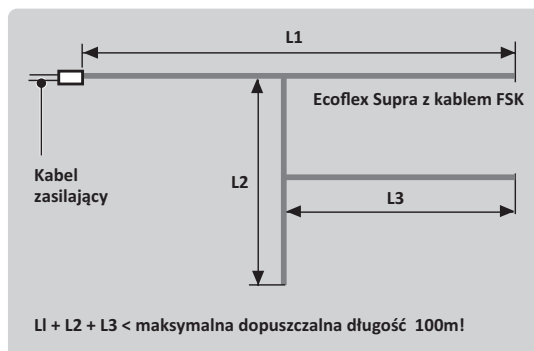 L1
Ecoflex Supra z kablem FSK
Kabel
zasilający
L2
L3
Ll + L2 + L3 < maksymalna dopuszczalna długość 100m!